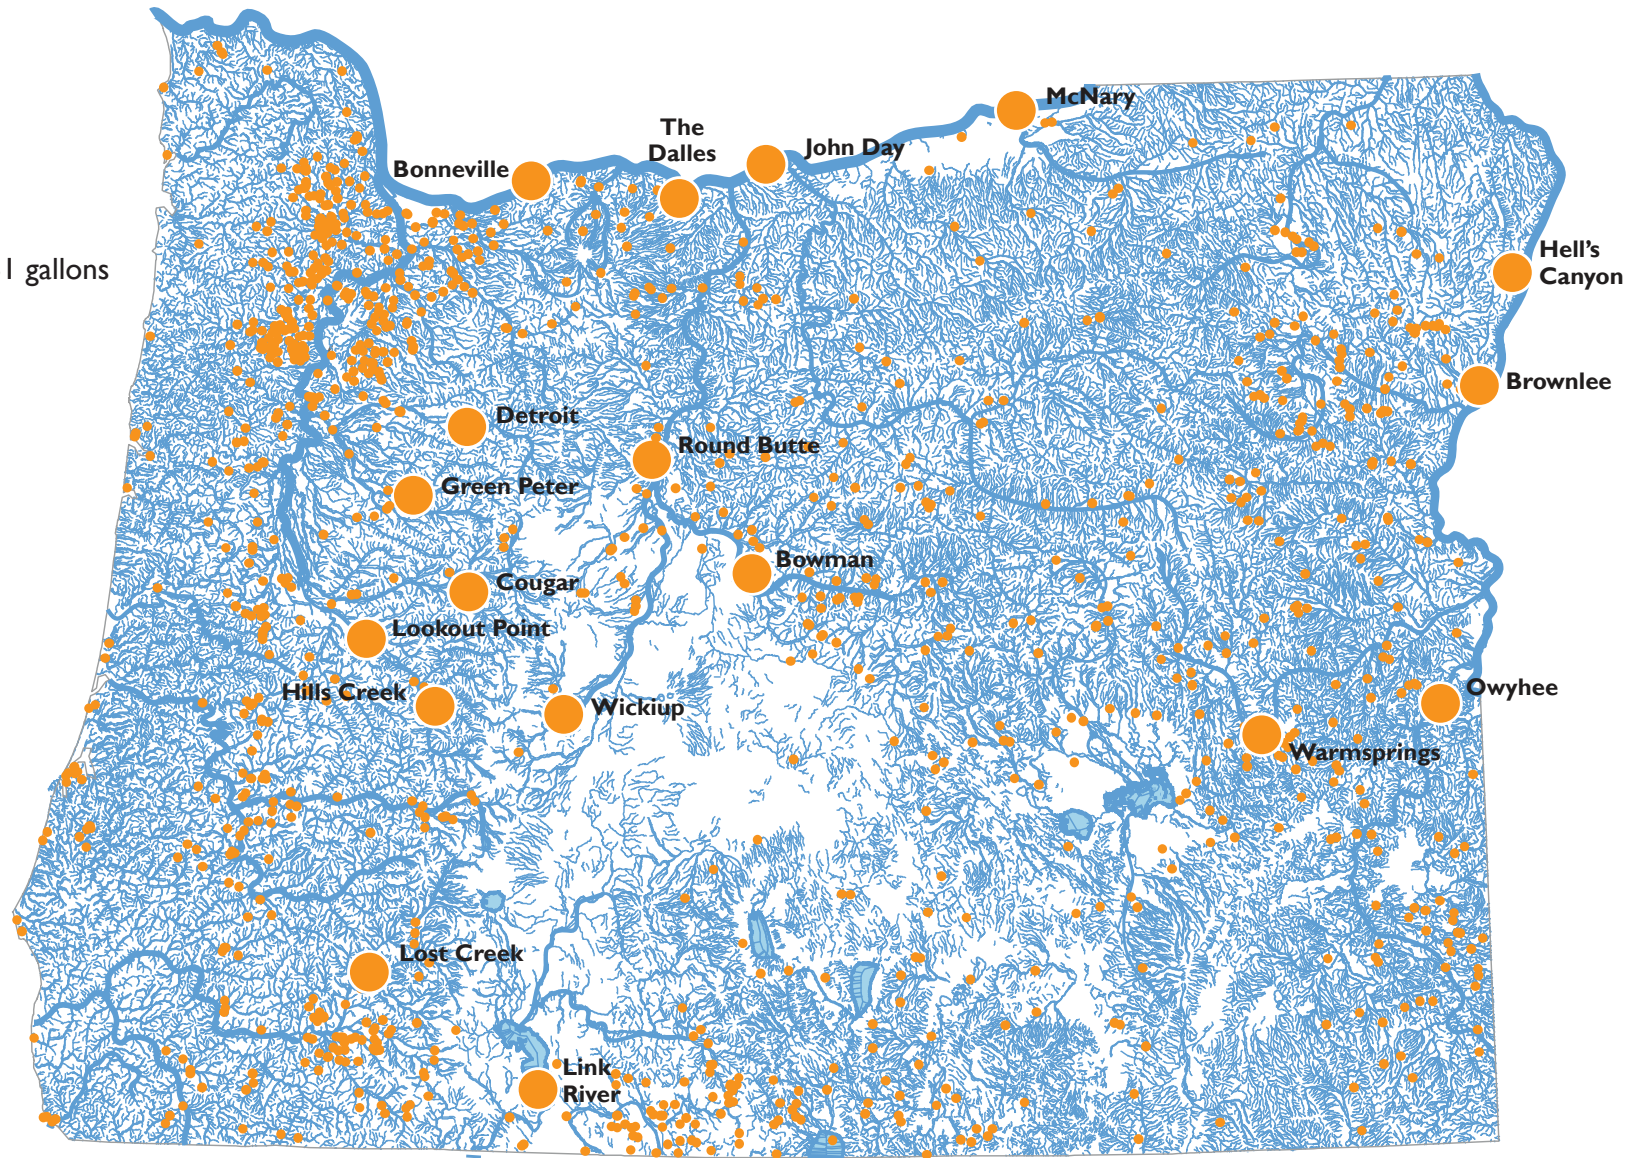 McNary
The
Dalles
John Day
Bonneville
Hell's
Canyon
l gallons
Brownlee
Detroit
Round Butte
Green Peter
Bowman
Cougar
Lookout Point
Hills Creek
Wickiup
Owyhee
Warmsprings
Lost Creek
Link
River